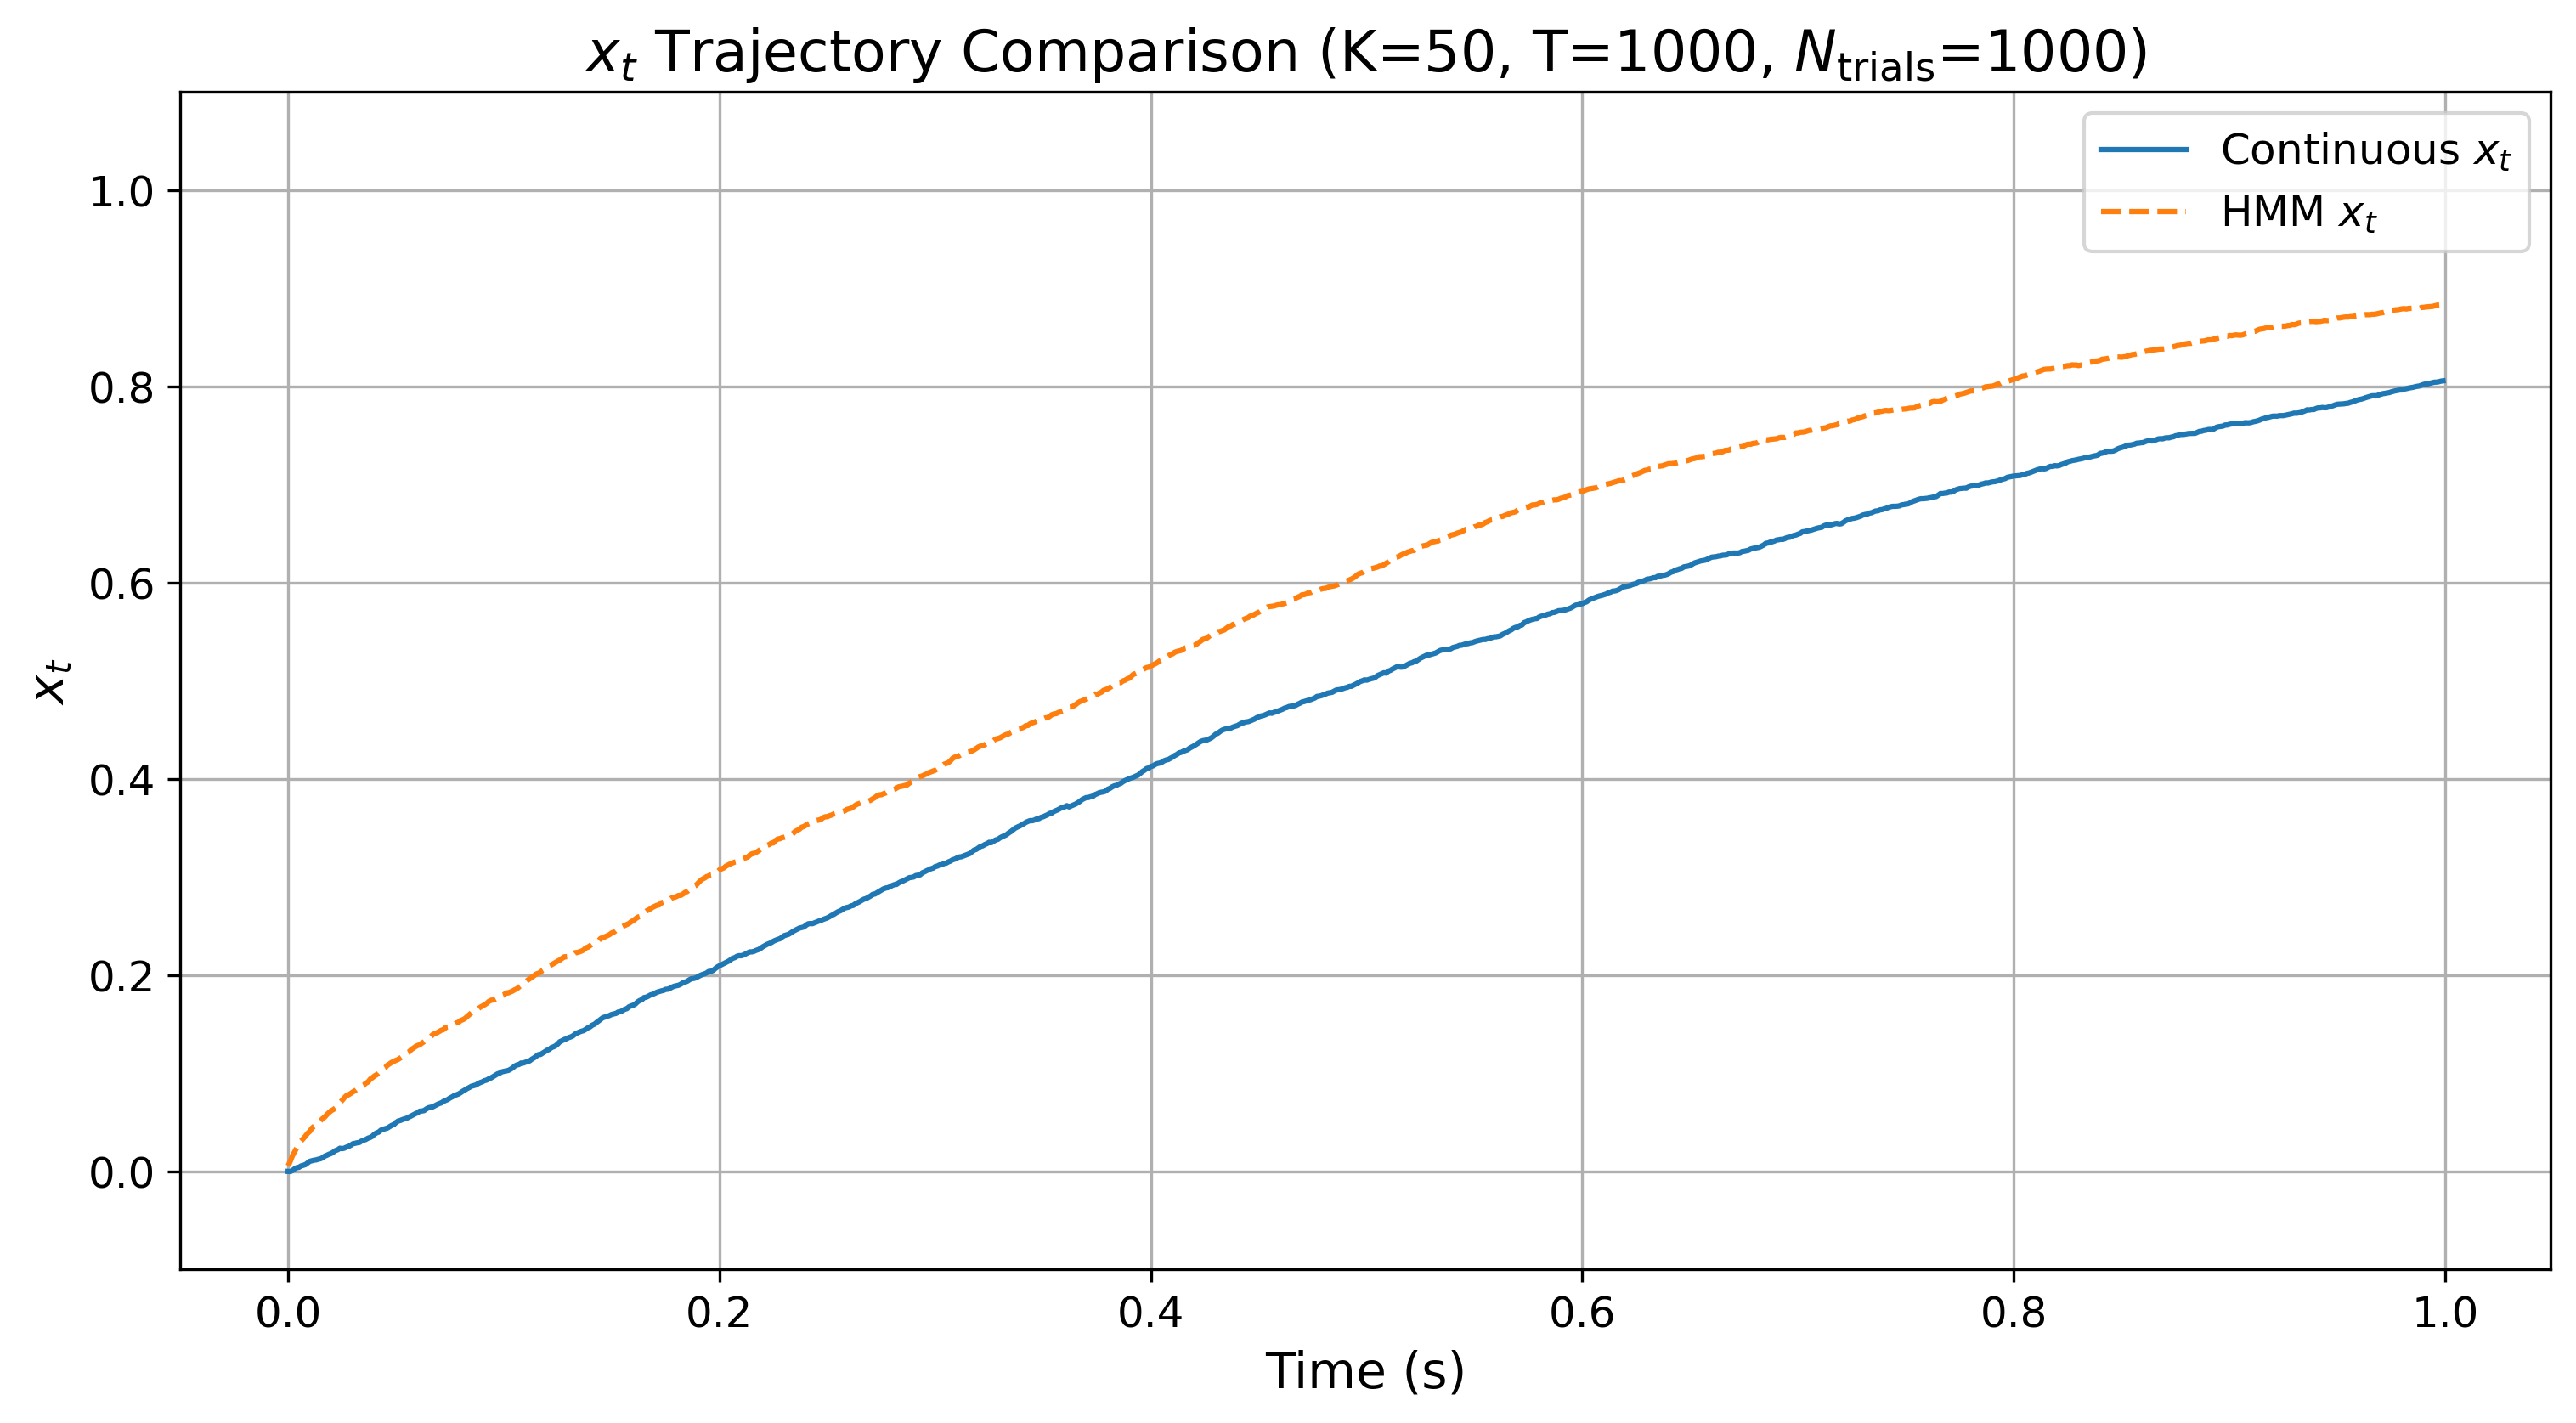 x_t Trajectory Comparison (K=50, T=1000, N_trials=1000)
Continuous x_t
HMM x_t
1.0
0.8
0.6
0.4
0.2
0.0
x_t
0.0 0.2 0.4 0.6 0.8 1.0
Time (s)